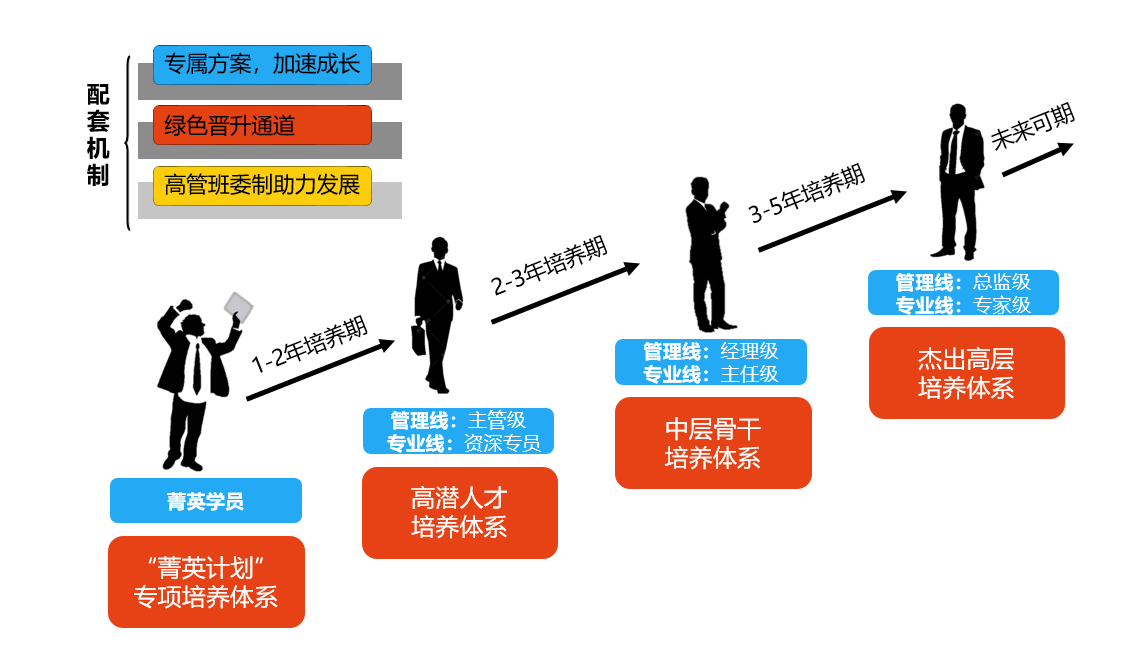 配套机制
专属方案，加速成长
绿色晋升通道
高管班委制助力发展
1-2年培养期
2-3年培养期
3-5年培养期
未来可期
菁英学员
“菁英计划”
专项培养体系
管理线：主管级
专业线：资深专员
高潜人才
培养体系
管理线：经理级
专业线：主任级
中层骨干
培养体系
管理线：总监级
专业线：专家级
杰出高层
培养体系